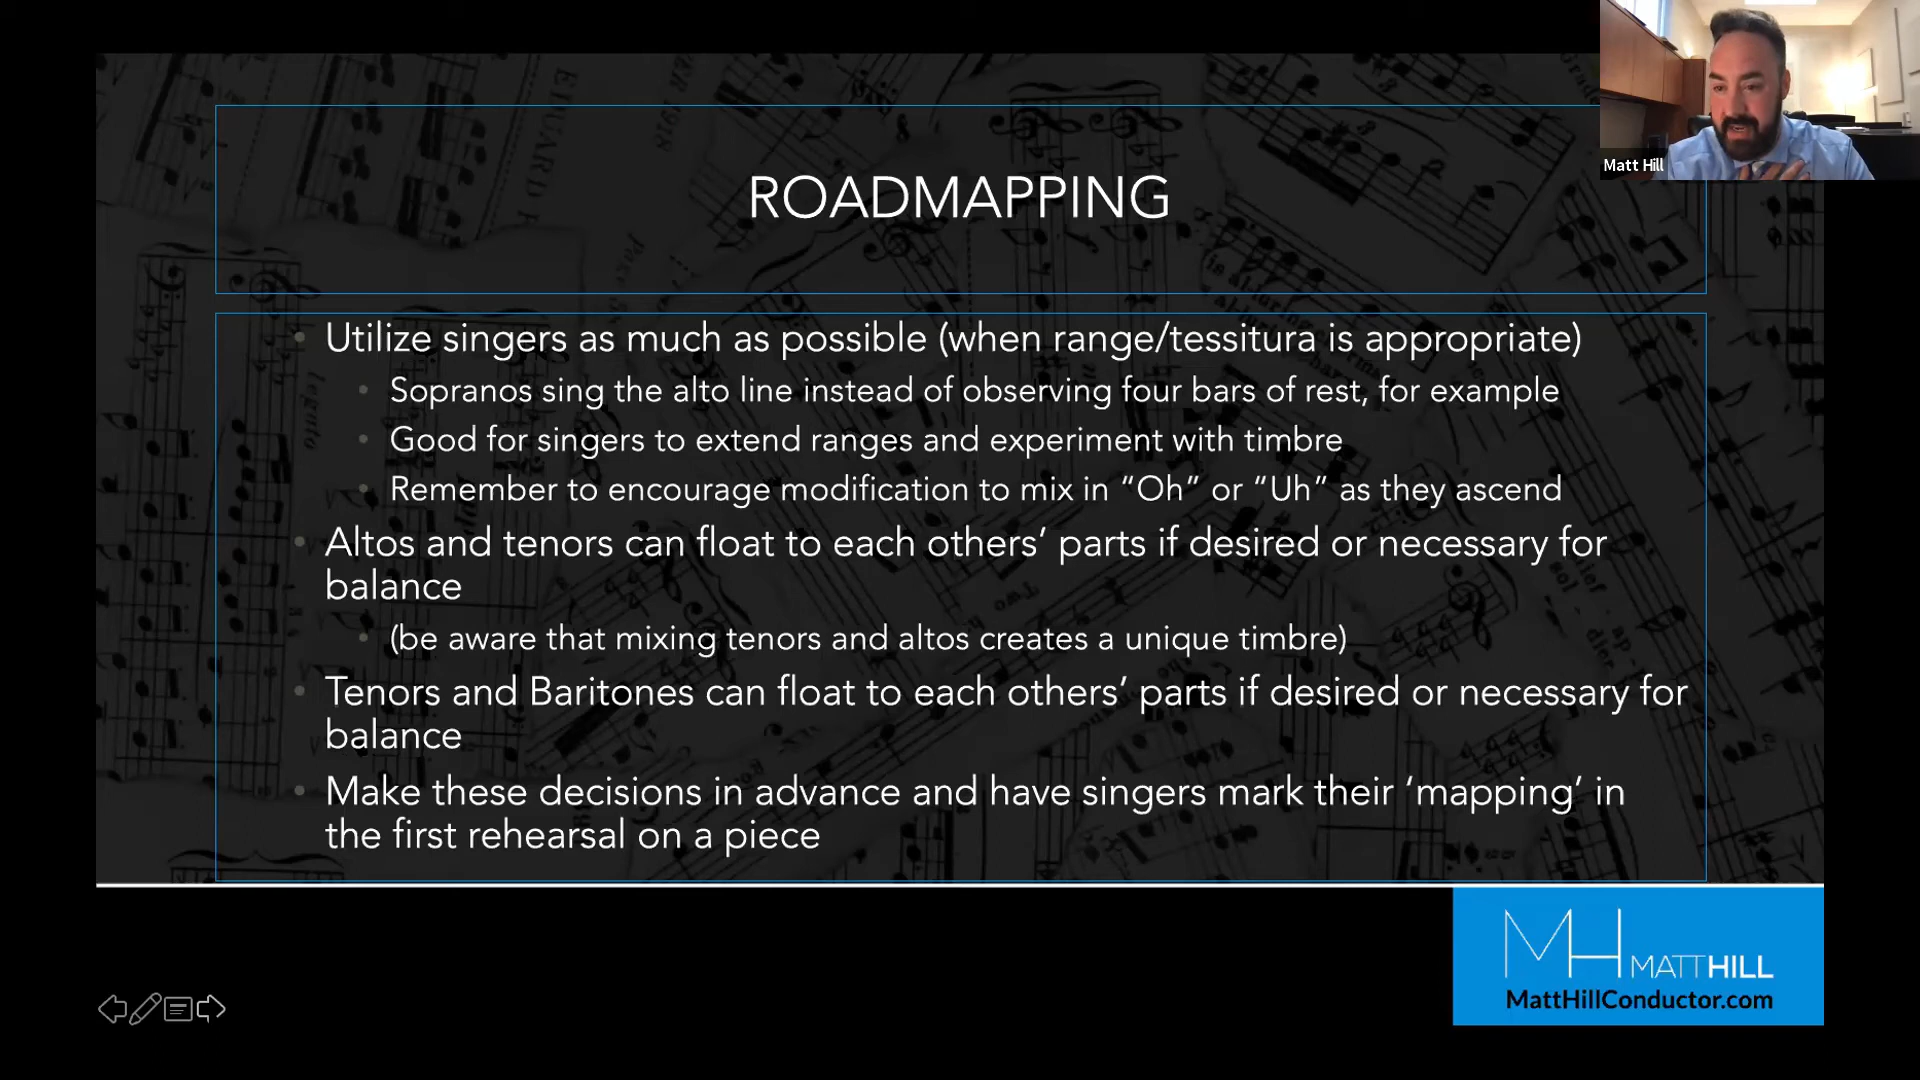 Matt Hill
ROADMAPPING
Utilize singers as much as possible (when range/tessitura is appropriate)
Sopranos sing the alto line instead of observing four bars of rest, for example
Good for singers to extend ranges and experiment with timbre
Remember to encourage modification to mix in “Oh” or “Uh” as they ascend
Altos and tenors can float to each others’ parts if desired or necessary for
balance
(be aware that mixing tenors and altos creates a unique timbre)
Tenors and Baritones can float to each others’ parts if desired or necessary for
balance
Make these decisions in advance and have singers mark their ‘mapping’ in
the first rehearsal on a piece
MH MATTHILL
MattHillConductor.com